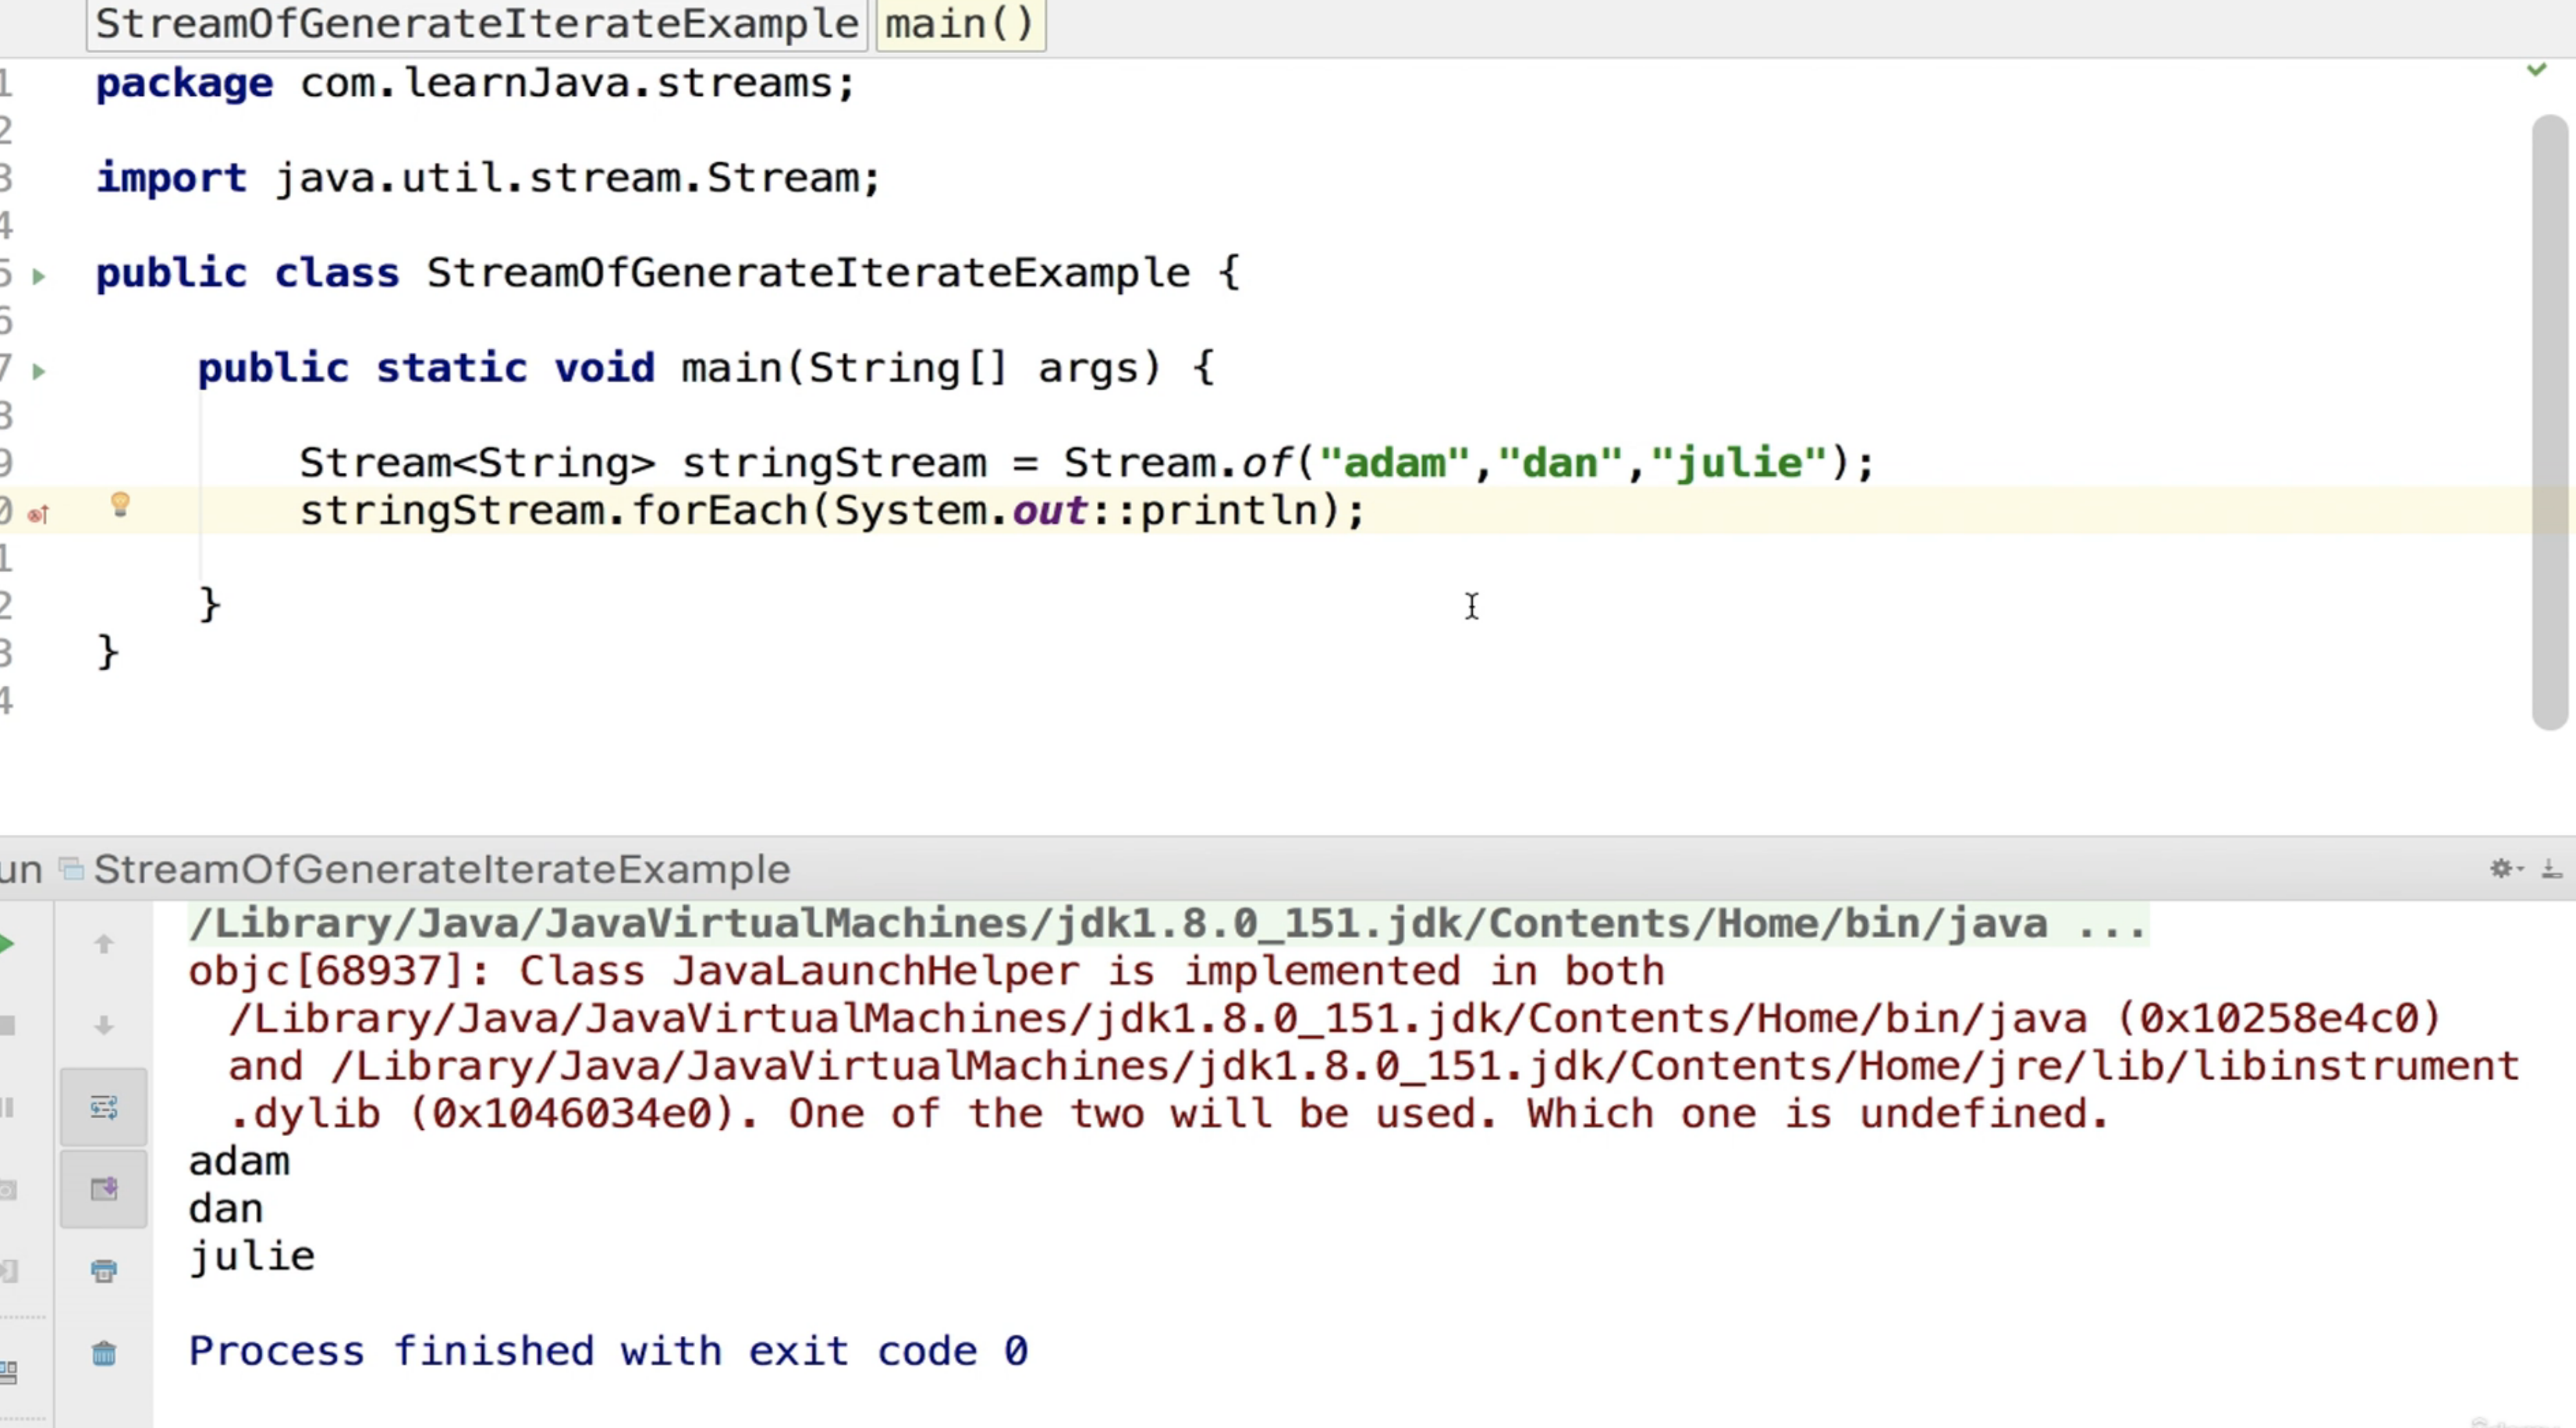 StreamOfGenerateIterateExample main()
1 package com.learnJava.streams;
2
3 import java.util.stream.Stream;
4
5 public class StreamOfGenerateIterateExample {
6
7 public static void main(String[] args) {
8
9 Stream<String> stringStream = Stream.of("adam","dan","julie");
0 stringStream.forEach(System.out::println);
1
2 }
3 }
4
un StreamOfGenerateIterateExample
/Library/Java/JavaVirtualMachines/jdk1.8.0_151.jdk/Contents/Home/bin/java ...
objc[68937]: Class JavaLaunchHelper is implemented in both
/Library/Java/JavaVirtualMachines/jdk1.8.0_151.jdk/Contents/Home/bin/java (0x10258e4c0)
and /Library/Java/JavaVirtualMachines/jdk1.8.0_151.jdk/Contents/Home/jre/lib/libinstrument
.dylib (0x1046034e0). One of the two will be used. Which one is undefined.
adam
dan
julie
Process finished with exit code 0